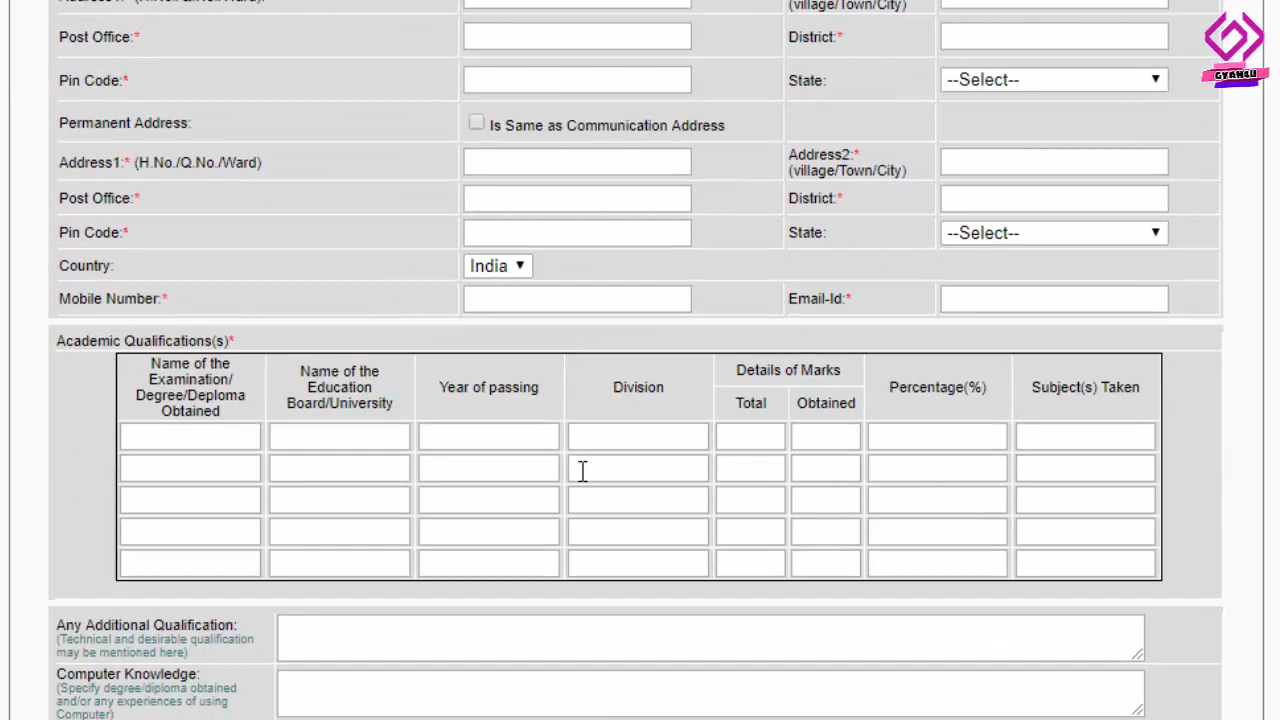 (village/Town/City)
Post Office:* District:*
Pin Code:* State: --Select--
Permanent Address: Is Same as Communication Address
Address1:* (H.No./Q.No./Ward) Address2:*
(village/Town/City)
Post Office:* District:*
Pin Code:* State: --Select--
Country: India
Mobile Number:* Email-Id:*
Academic Qualifications(s)*
Name of the
Examination/
Degree/Deploma
Obtained
Name of the
Education
Board/University
Year of passing
Division
Details of Marks
Total Obtained
Percentage(%)
Subject(s) Taken
Any Additional Qualification:
(Technical and desirable qualification
may be mentioned here)
Computer Knowledge:
(Specify degree/diploma obtained
and/or any experiences of using
Computer)
GYAN4U